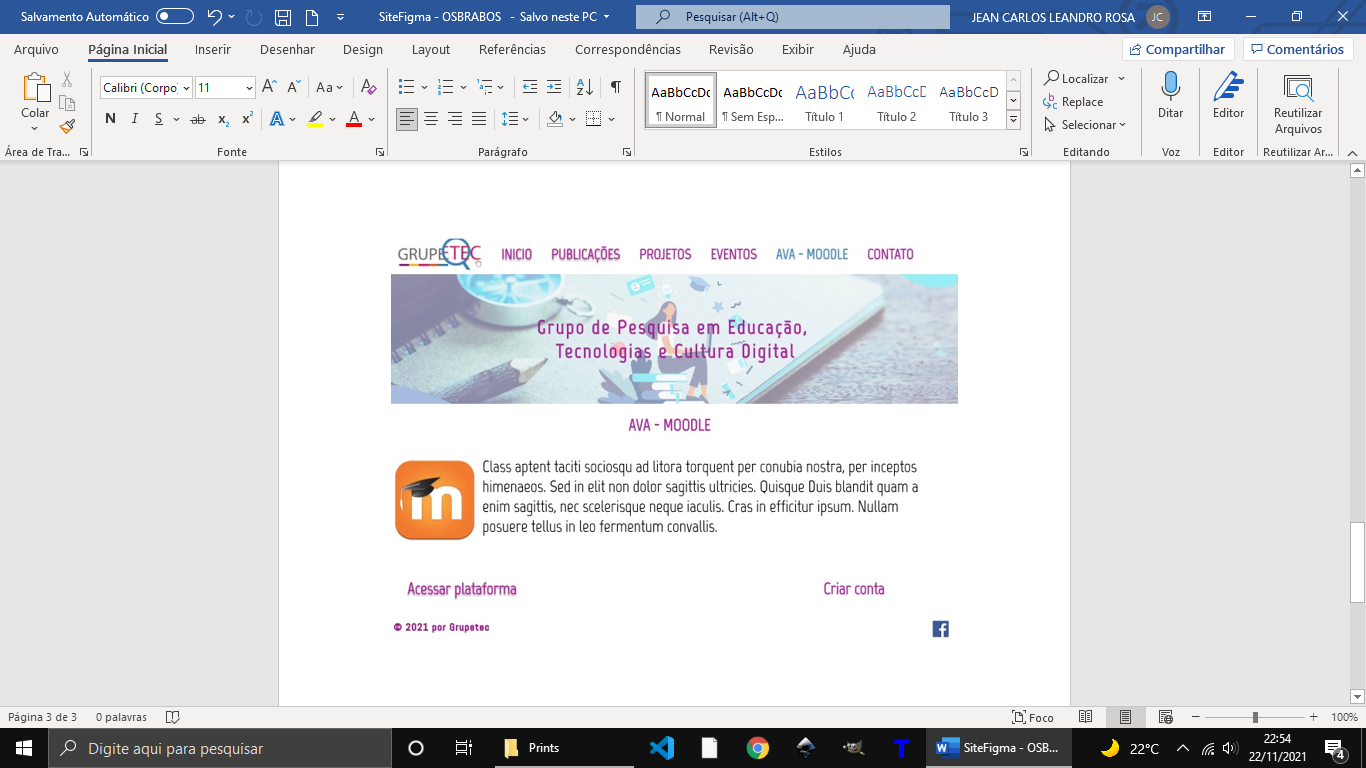 Salvamento Automático
SiteFigma - OSBRABOS - Salvo neste PC
Pesquisar (Alt+Q)
JEAN CARLOS LEANDRO ROSA
JC
Arquivo
Página Inicial
Inserir
Desenhar
Design
Layout
Referências
Correspondências
Revisão
Exibir
Ajuda
Compartilhar
Comentários
Colar
Área de Tra...
Calibri (Corpo)
11
Aa
N I S ab x₂ x²
Fonte
Parágrafo
AaBbCcDc
¶ Normal
AaBbCcDc
¶ Sem Esp...
AaBbCc
Título 1
AaBbCcD
Título 2
AaBbCcD
Título 3
Estilos
Localizar
Replace
Selecionar
Editando
Ditar
Voz
Editor
Editor
Reutilizar
Arquivos
Reutilizar Ar...
GRUPETEC
INICIO
PUBLICAÇÕES
PROJETOS
EVENTOS
AVA - MOODLE
CONTATO
Grupo de Pesquisa em Educação,
Tecnologias e Cultura Digital
AVA - MOODLE
m
Class aptent taciti sociosqu ad litora torquent per conubia nostra, per inceptos
himenaeos. Sed in elit non dolor sagittis ultricies. Quisque Duis blandit quam a
enim sagittis, nec scelerisque neque iaculis. Cras in efficitur ipsum. Nullam
posuere tellus in leo fermentum convallis.
Acessar plataforma
Criar conta
© 2021 por Grupetec
Página 3 de 3
0 palavras
Foco
100%
Digite aqui para pesquisar
Prints
SiteFigma - OSB...
22°C
22:54
22/11/2021
4